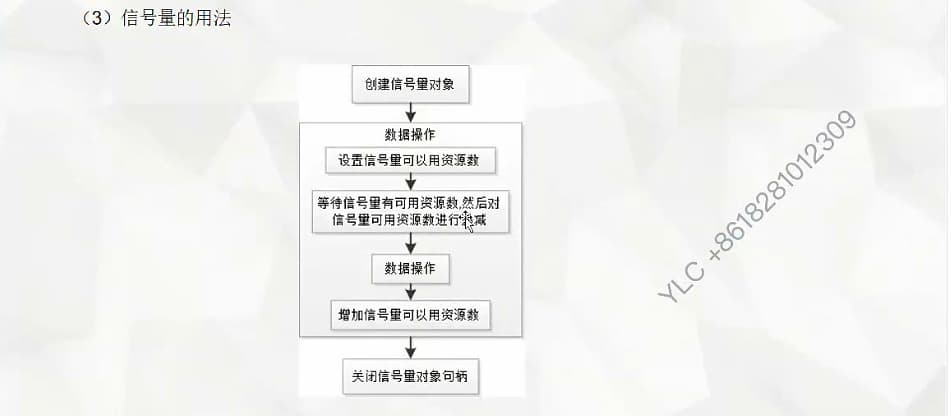 （3）信号量的用法
创建信号量对象
数据操作
设置信号量可以用资源数
等待信号量有可用资源数,然后对
信号量可用资源数进行递减
数据操作
增加信号量可以用资源数
关闭信号量对象句柄
YLC +8618281012309